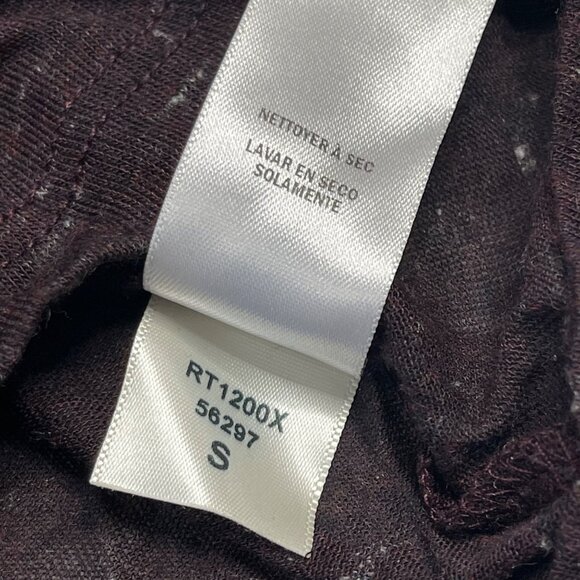 NETTOYER À SEC
LAVAR EN SECO
SOLAMENTE
RT1200X
56297
S